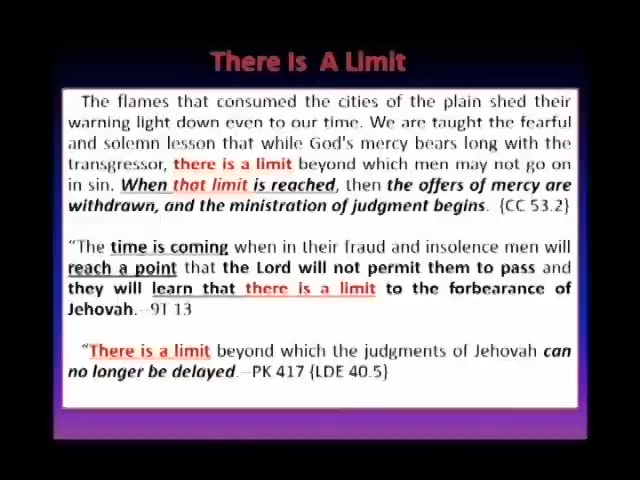 There Is A Limit
The flames that consumed the cities of the plain shed their
warning light down even to our time. We are taught the fearful
and solemn lesson that while God's mercy bears long with the
transgressor, there is a limit beyond which men may not go on
in sin. When that limit is reached, then the offers of mercy are
withdrawn, and the ministration of judgment begins. {CC 53.2}
“The time is coming when in their fraud and insolence men will
reach a point that the Lord will not permit them to pass and
they will learn that there is a limit to the forbearance of
Jehovah.--9T 13
“There is a limit beyond which the judgments of Jehovah can
no longer be delayed.--PK 417 {LDE 40.5}